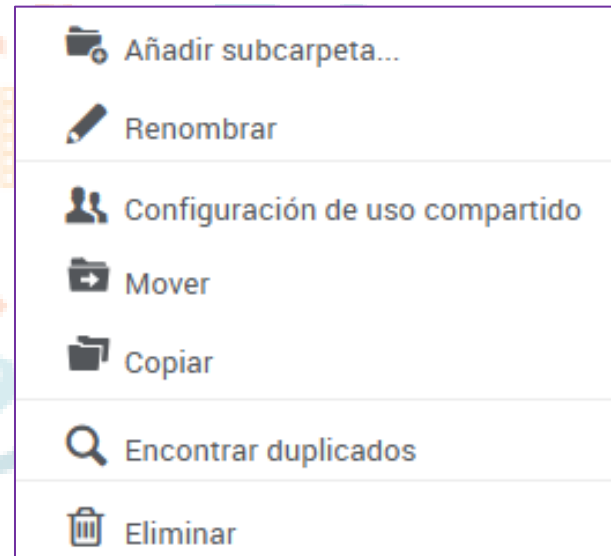 Añadir subcarpeta...
Renombrar
Configuración de uso compartido
Mover
Copiar
Encontrar duplicados
Eliminar